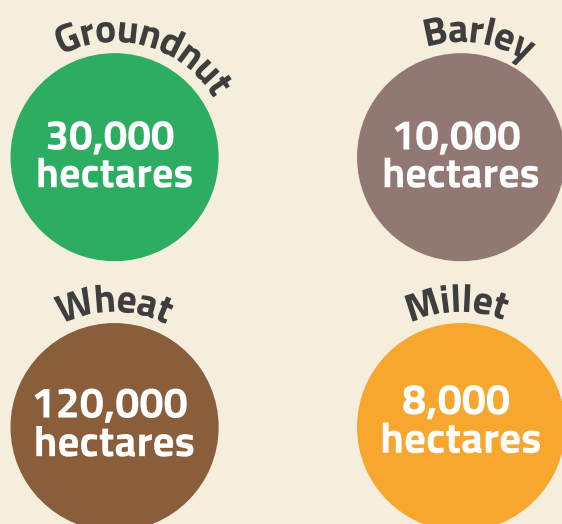 Groundnut
30,000
hectares
Barley
10,000
hectares
Wheat
120,000
hectares
Millet
8,000
hectares